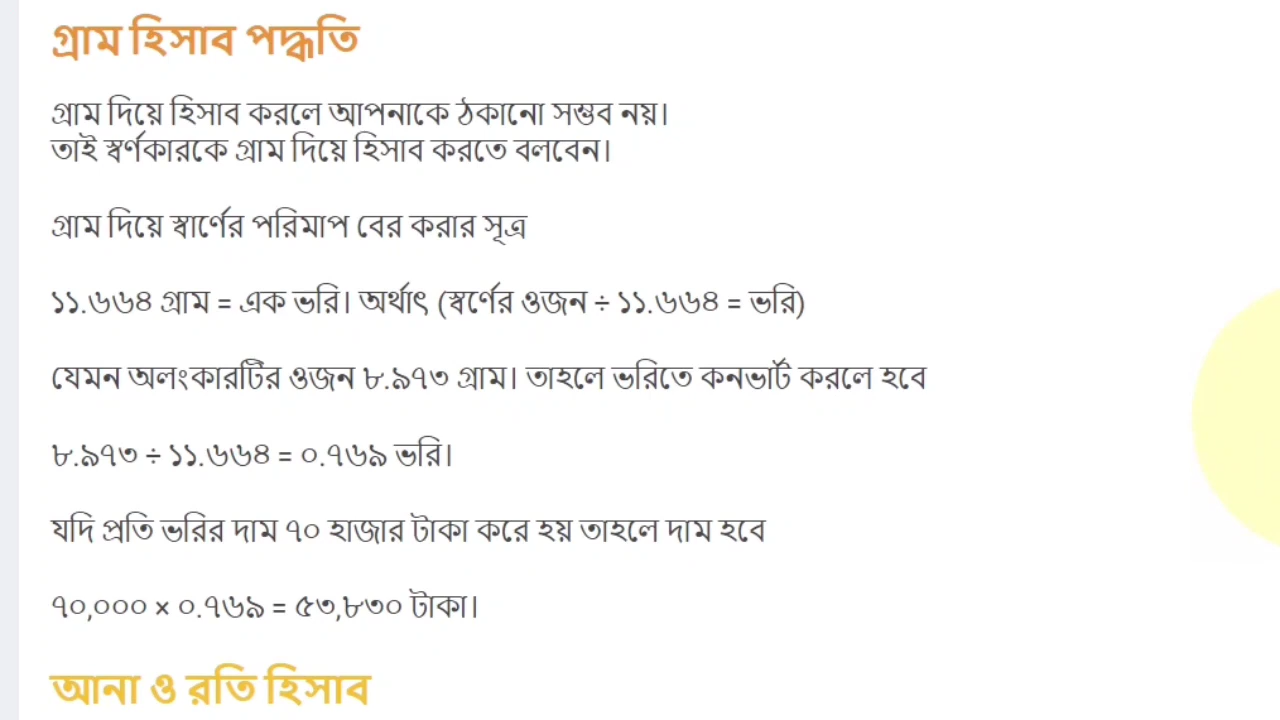 গ্রাম হিসাব পদ্ধতি
গ্রাম দিয়ে হিসাব করলে আপনাকে ঠকানো সম্ভব নয়।
তাই স্বর্ণকারকে গ্রাম দিয়ে হিসাব করতে বলবেন।
গ্রাম দিয়ে স্বার্ণের পরিমাপ বের করার সূত্র
১১.৬৬৪ গ্রাম = এক ভরি। অর্থাৎ (স্বর্ণের ওজন ÷ ১১.৬৬৪ = ভরি)
যেমন অলংকারটির ওজন ৮.৯৭৩ গ্রাম। তাহলে ভরিতে কনভার্ট করলে হবে
৮.৯৭৩ ÷ ১১.৬৬৪ = ০.৭৬৯ ভরি।
যদি প্রতি ভরির দাম ৭০ হাজার টাকা করে হয় তাহলে দাম হবে
৭০,০০০ × ০.৭৬৯ = ৫৩,৮৩০ টাকা।
আনা ও রতি হিসাব